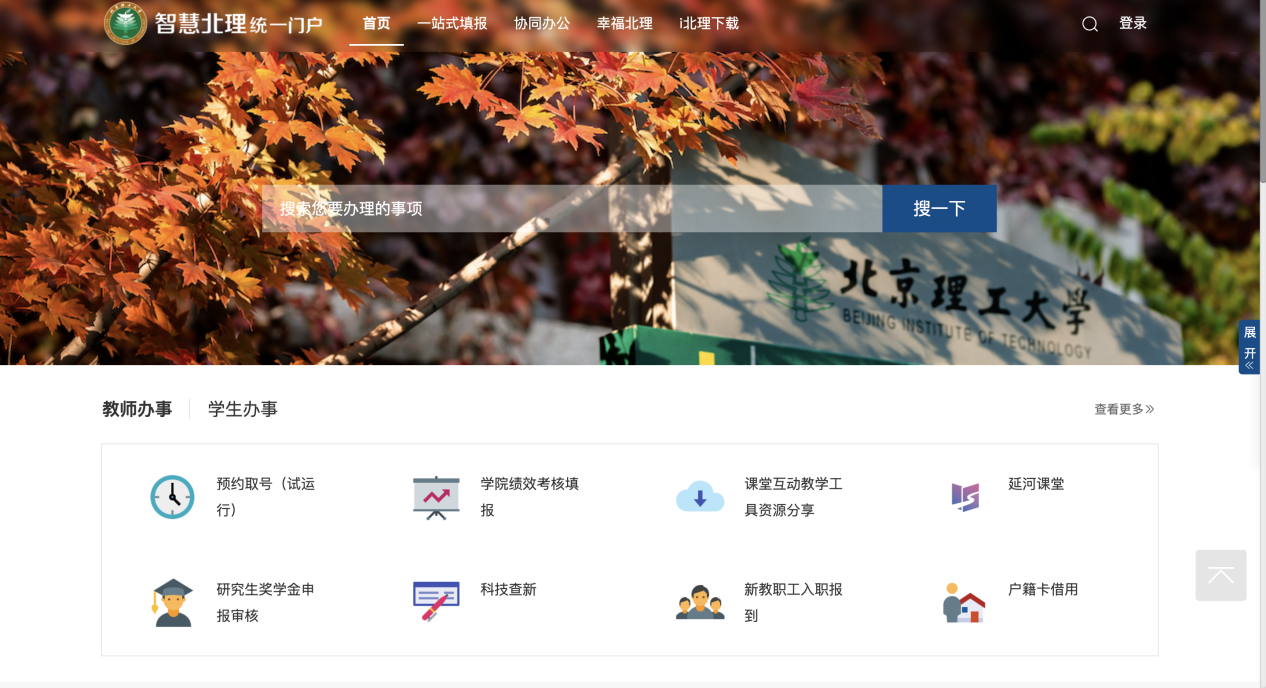 智慧北理统一门户
首页
一站式填报
协同办公
幸福北理
i北理下载
登录
搜索您要办理的事项
搜一下
北京理工大学
BEIJING INSTITUTE OF TECHNOLOGY
展
开
教师办事
学生办事
查看更多
预约取号（试运
行）
学院绩效考核填
报
课堂互动教学工
具资源分享
延河课堂
研究生奖学金申
报审核
科技查新
新教职工入职报
到
户籍卡借用